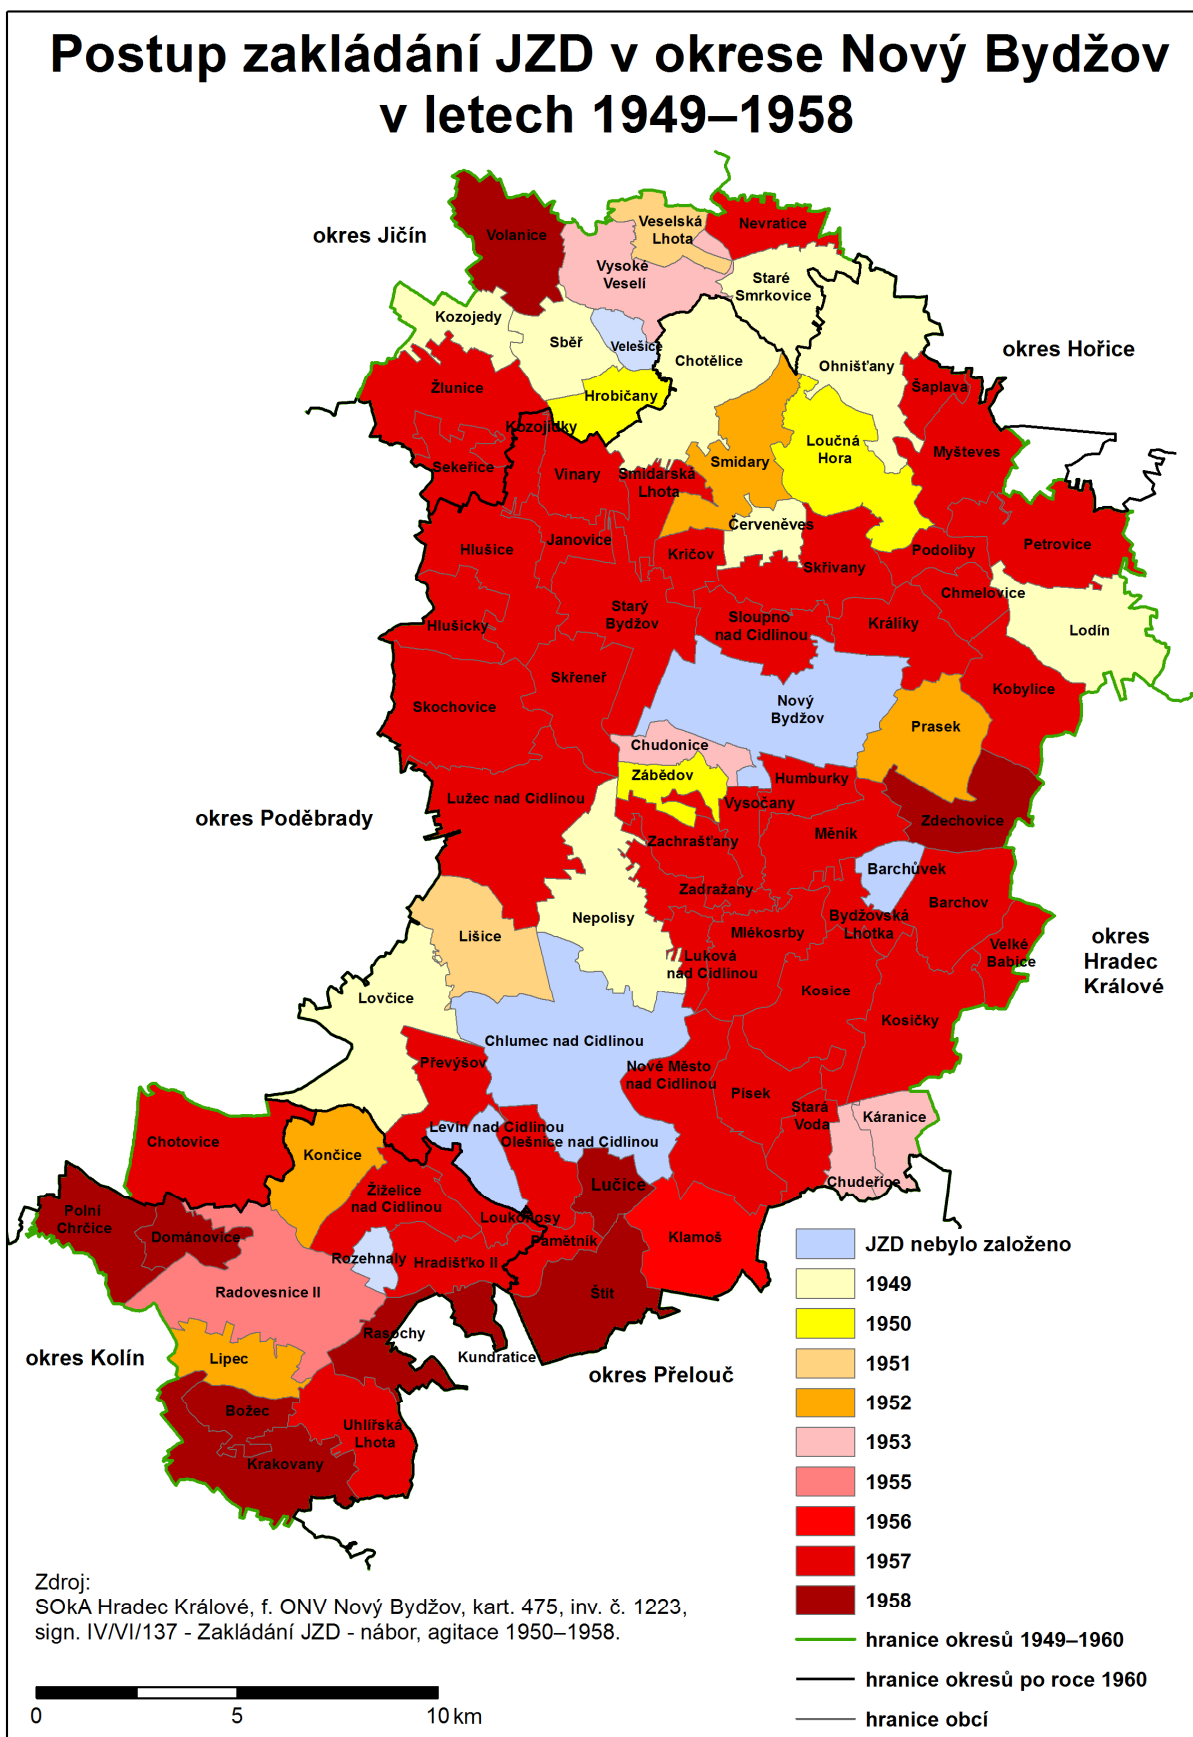 Postup zakládání JZD v okrese Nový Bydžov
v letech 1949–1958
okres Jičín
Volanice
Veselská
Lhota
Nevratice
Vysoké
Veselí
Staré
Smrkovice
Kozojedy
Sběř
Velešice
Chotělice
Ohnišťany
okres Hořice
Žlunice
Hrobičany
Šaplava
Kozojídky
Loučná
Hora
Myštěves
Sekeřice
Vinary
Smidarská
Lhota
Smidary
Červeněves
Hlušice
Janovice
Kričov
Skřivany
Podoliby
Petrovice
Chmelovice
Hlušičky
Starý
Bydžov
Sloupno
nad Cidlinou
Králíky
Lodín
Skřeneř
Skochovice
Nový
Bydžov
Kobylice
Prasek
Chudonice
Zábědov
Humburky
Lužec nad Cidlinou
Vysočany
okres Poděbrady
Zachrašťany
Měník
Zdechovice
Barchůvek
Zadražany
Barchov
Nepolisy
Lišice
Mlékosrby
Bydžovská
Lhotka
Velké
Babice
okres
Hradec
Králové
Luková
nad Cidlinou
Lovčice
Kosice
Kosičky
Chlumec nad Cidlinou
Převýšov
Nové Město
nad Cidlinou
Písek
Stará
Voda
Káranice
Chotovice
Levín nad Cidlinou
Olešnice nad Cidlinou
Končice
Chudeřice
Žiželice
nad Cidlinou
Lučice
Polní
Chrčice
Dománovice
Loukonosy
Pamětník
Klamoš
Rozehnaly
Hradišťko II
Radovesnice II
Štít
Rasochy
Kundratice
okres Kolín
Lipec
okres Přelouč
Božec
Uhlířská
Lhota
Krakovany
JZD nebylo založeno
1949
1950
1951
1952
1953
1955
1956
1957
1958
hranice okresů 1949–1960
hranice okresů po roce 1960
hranice obcí
Zdroj:
SOkA Hradec Králové, f. ONV Nový Bydžov, kart. 475, inv. č. 1223,
sign. IV/VI/137 - Zakládání JZD - nábor, agitace 1950–1958.
0 5 10 km